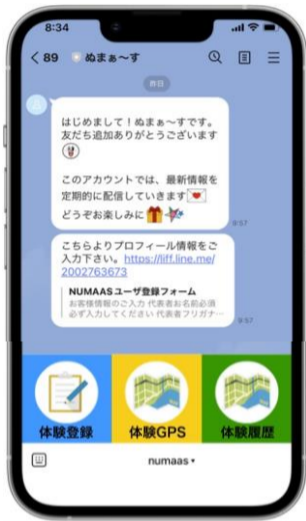 8:34
89 ぬまぁ〜す
昨日
はじめまして！ぬまぁ〜すです。
友だち追加ありがとうございます
このアカウントでは、最新情報を
定期的に配信していきます
どうぞお楽しみに
9:57
こちらよりプロフィール情報をご
入力下さい。https://liff.line.me/
2002763673
NUMAASユーザ登録フォーム
お客様情報のご入力 代表者お名前必須
必ず入力してください 代表者フリガナ…
9:57
体験登録
体験GPS
体験履歴
numaas